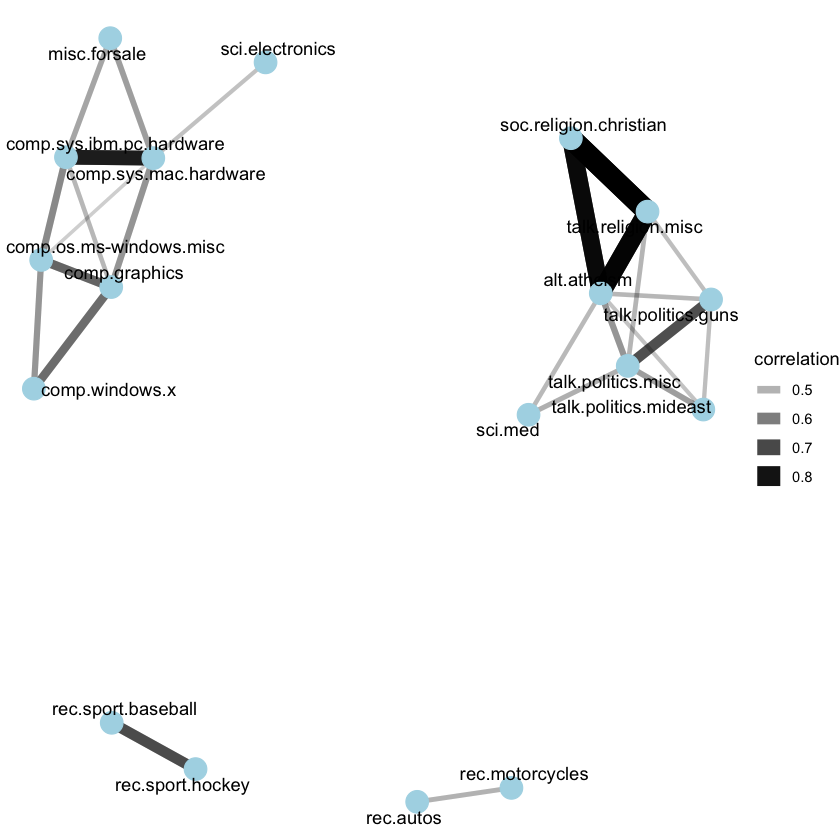 misc.forsale
sci.electronics
comp.sys.ibm.pc.hardware
comp.sys.mac.hardware
comp.os.ms-windows.misc
comp.graphics
comp.windows.x
soc.religion.christian
talk.religion.misc
alt.atheism
talk.politics.guns
talk.politics.misc
talk.politics.mideast
sci.med
correlation
0.5
0.6
0.7
0.8
rec.sport.baseball
rec.sport.hockey
rec.motorcycles
rec.autos